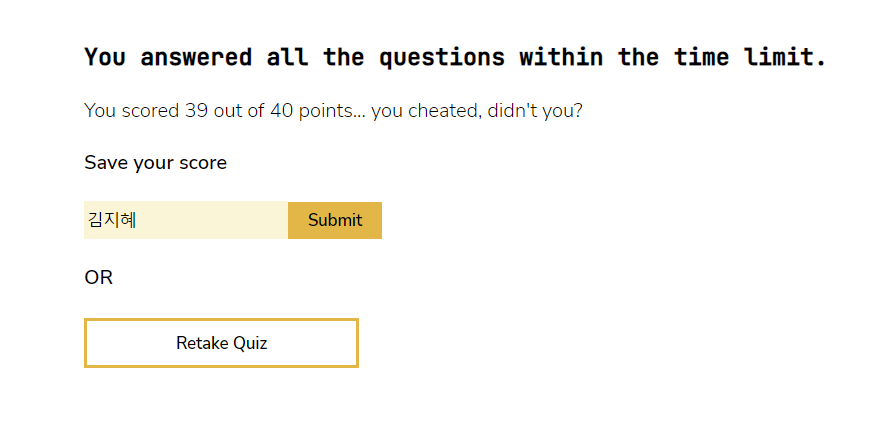 You answered all the questions within the time limit.
You scored 39 out of 40 points... you cheated, didn't you?
Save your score
김지혜 Submit
OR
Retake Quiz